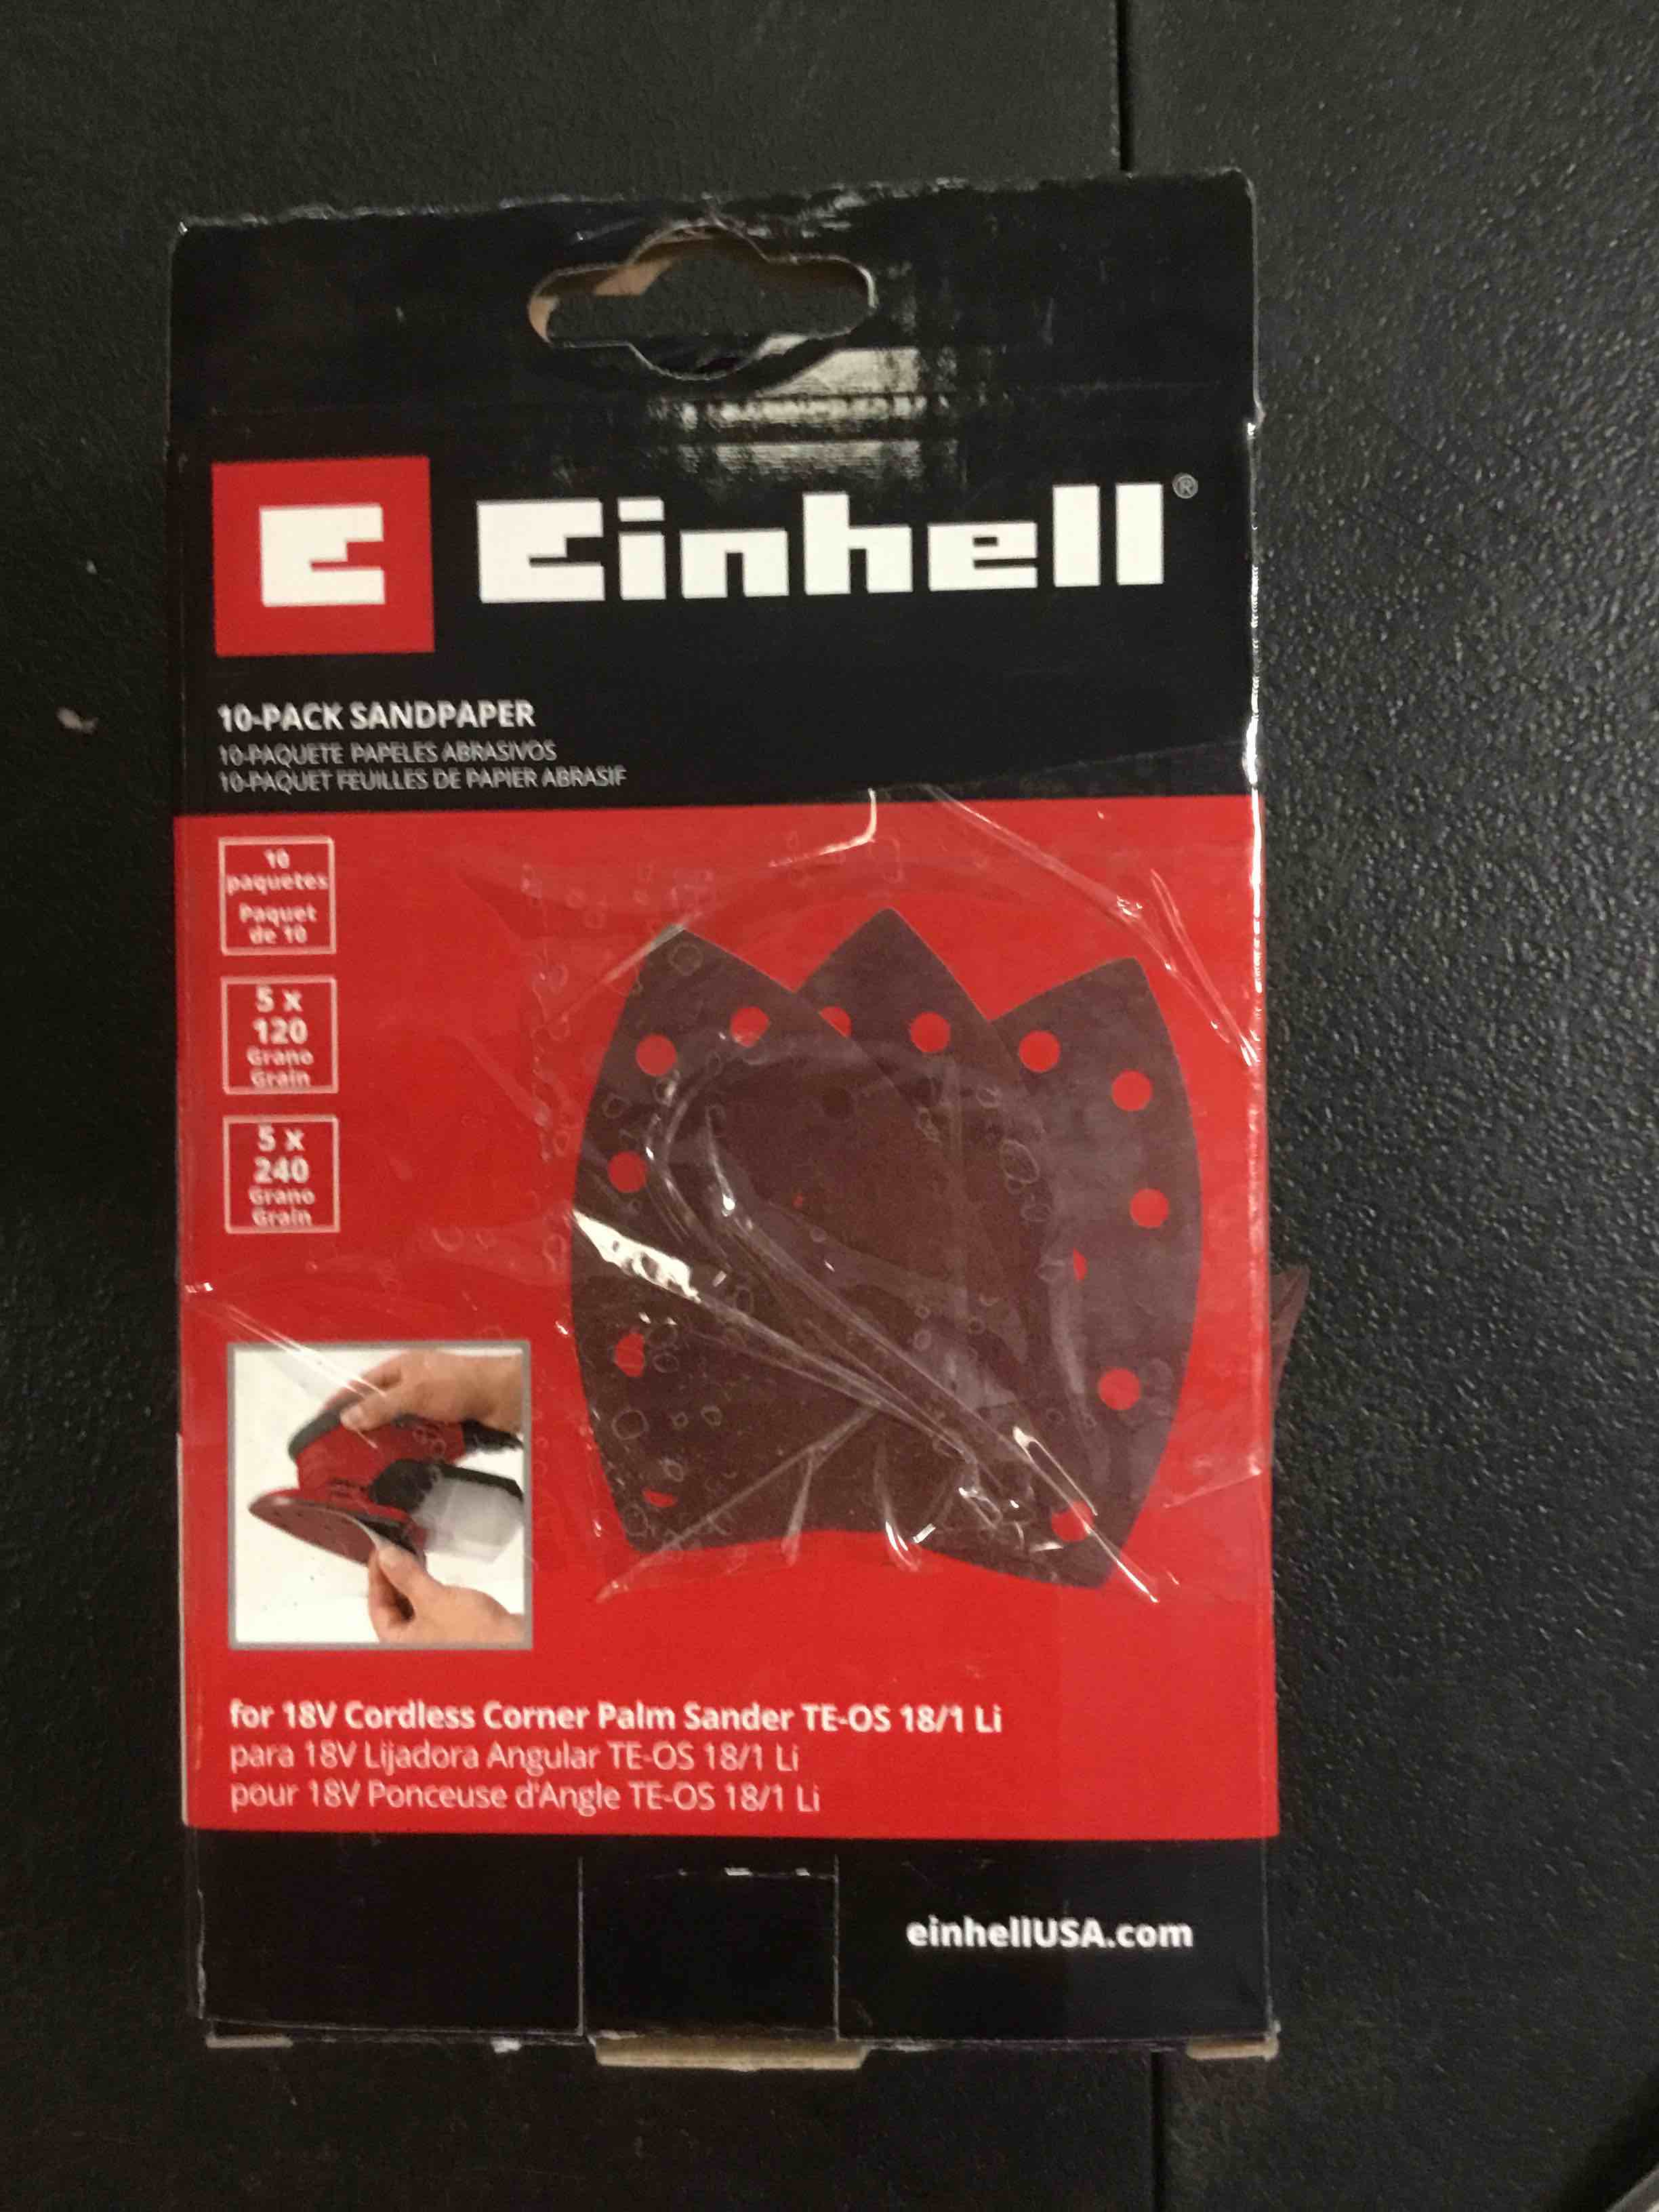 Einhell®
10-PACK SANDPAPER
10-PAQUETE PAPELES ABRASIVOS
10-PAQUET FEUILLES DE PAPIER ABRASIF
10
paquetes
Paquet
de 10
5 x
120
Grano
Grain
5 x
240
Grano
Grain
for 18V Cordless Corner Palm Sander TE-OS 18/1 Li
para 18V Lijadora Angular TE-OS 18/1 Li
pour 18V Ponceuse d'Angle TE-OS 18/1 Li
einhellUSA.com